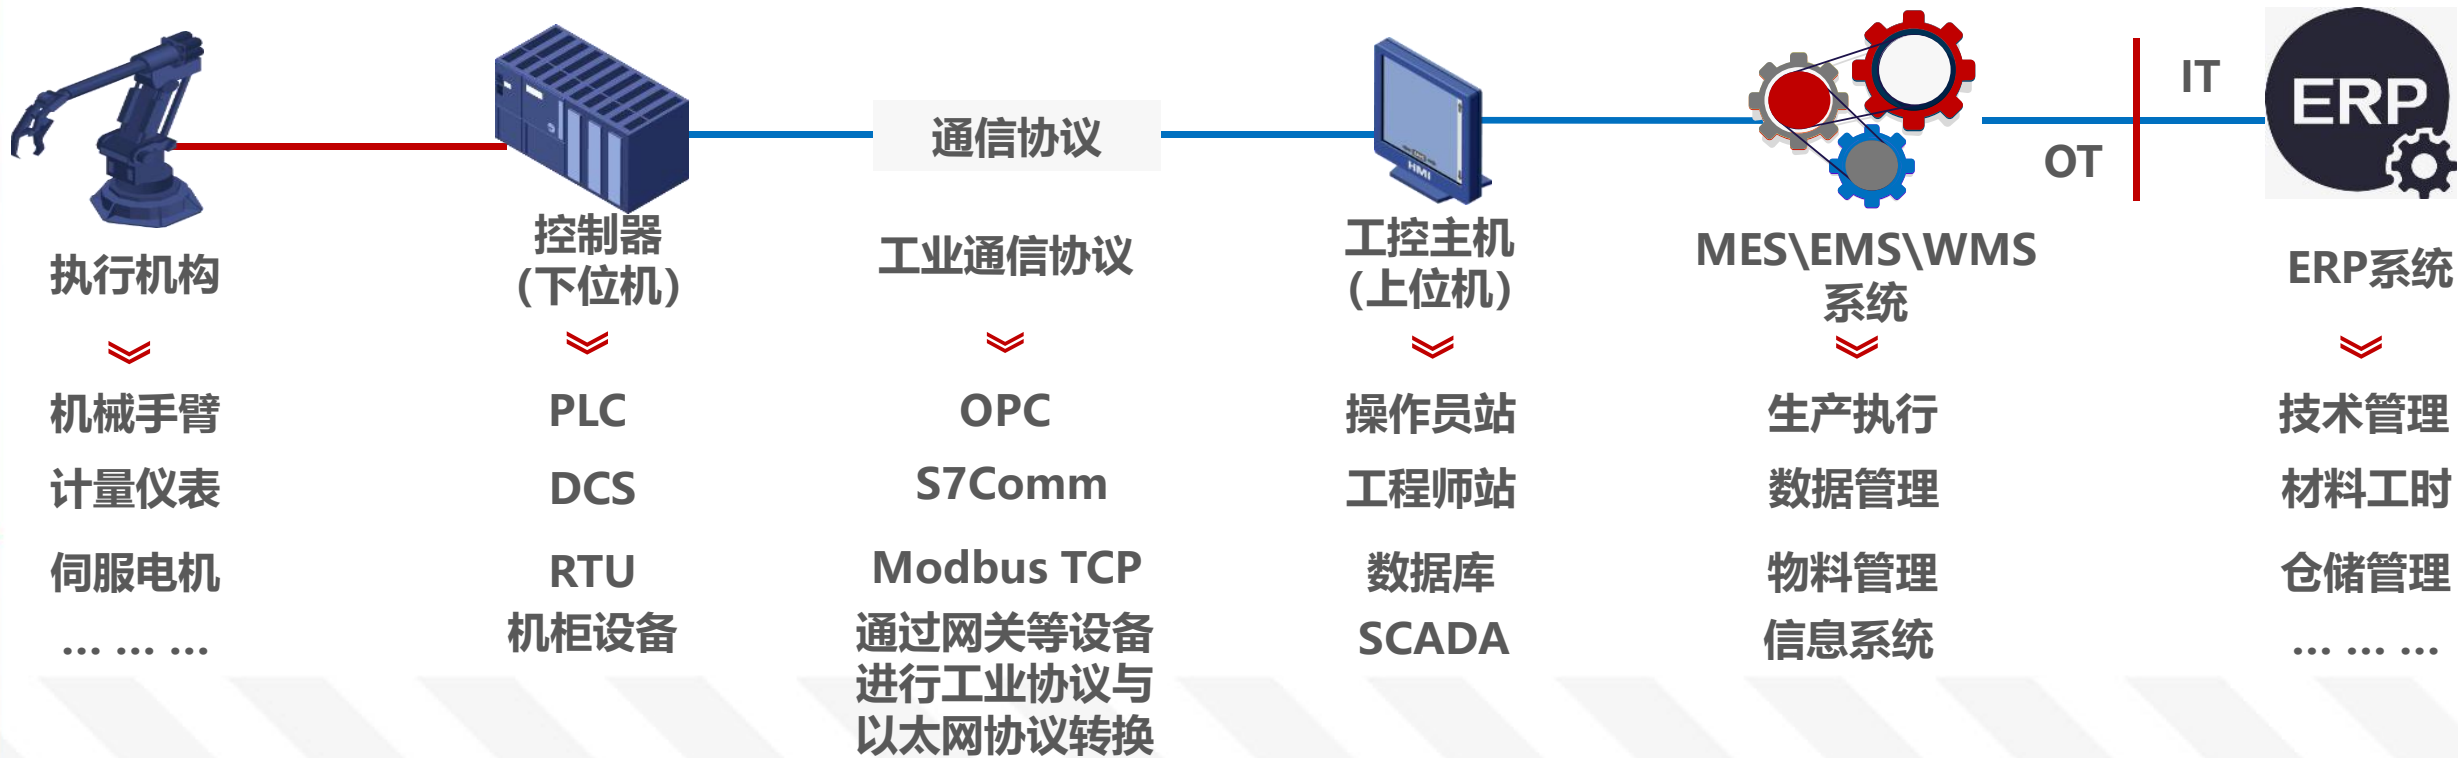 通信协议
HMI
IT
OT
ERP
执行机构
控制器
（下位机）
工业通信协议
工控主机
（上位机）
MES\EMS\WMS
系统
ERP系统
机械手臂
计量仪表
伺服电机
... ... ...
PLC
DCS
RTU
机柜设备
OPC
S7Comm
Modbus TCP
通过网关等设备
进行工业协议与
以太网协议转换
操作员站
工程师站
数据库
SCADA
生产执行
数据管理
物料管理
信息系统
技术管理
材料工时
仓储管理
... ... ...